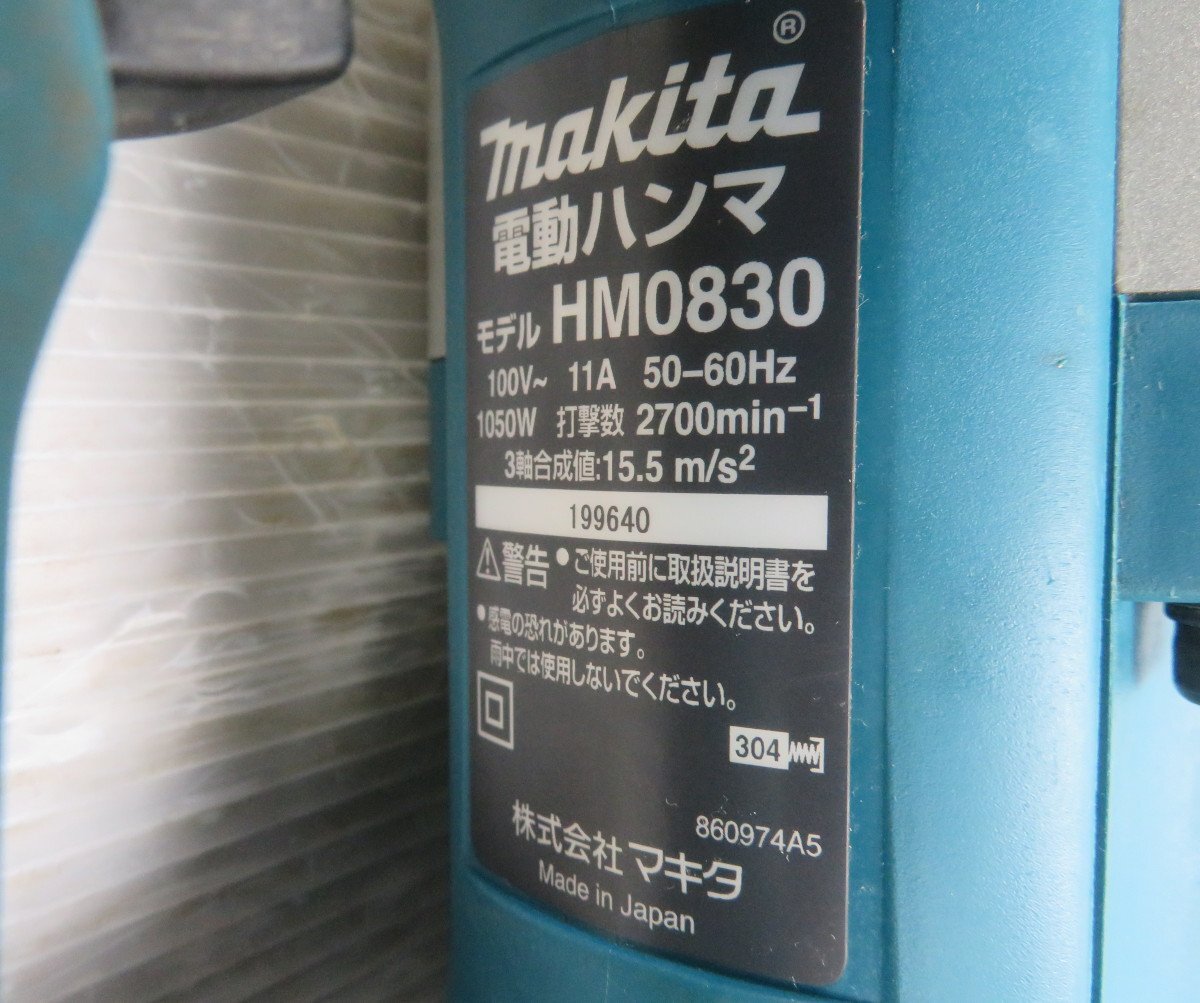 makita®
電動ハンマ
モデル HM0830
100V~ 11A 50-60Hz
1050W 打撃数 2700min⁻¹
3軸合成値:15.5 m/s²
199640
警告 ●ご使用前に取扱説明書を
必ずよくお読みください。
●感電の恐れがあります。
雨中では使用しないでください。
304
860974A5
株式会社マキタ
Made in Japan